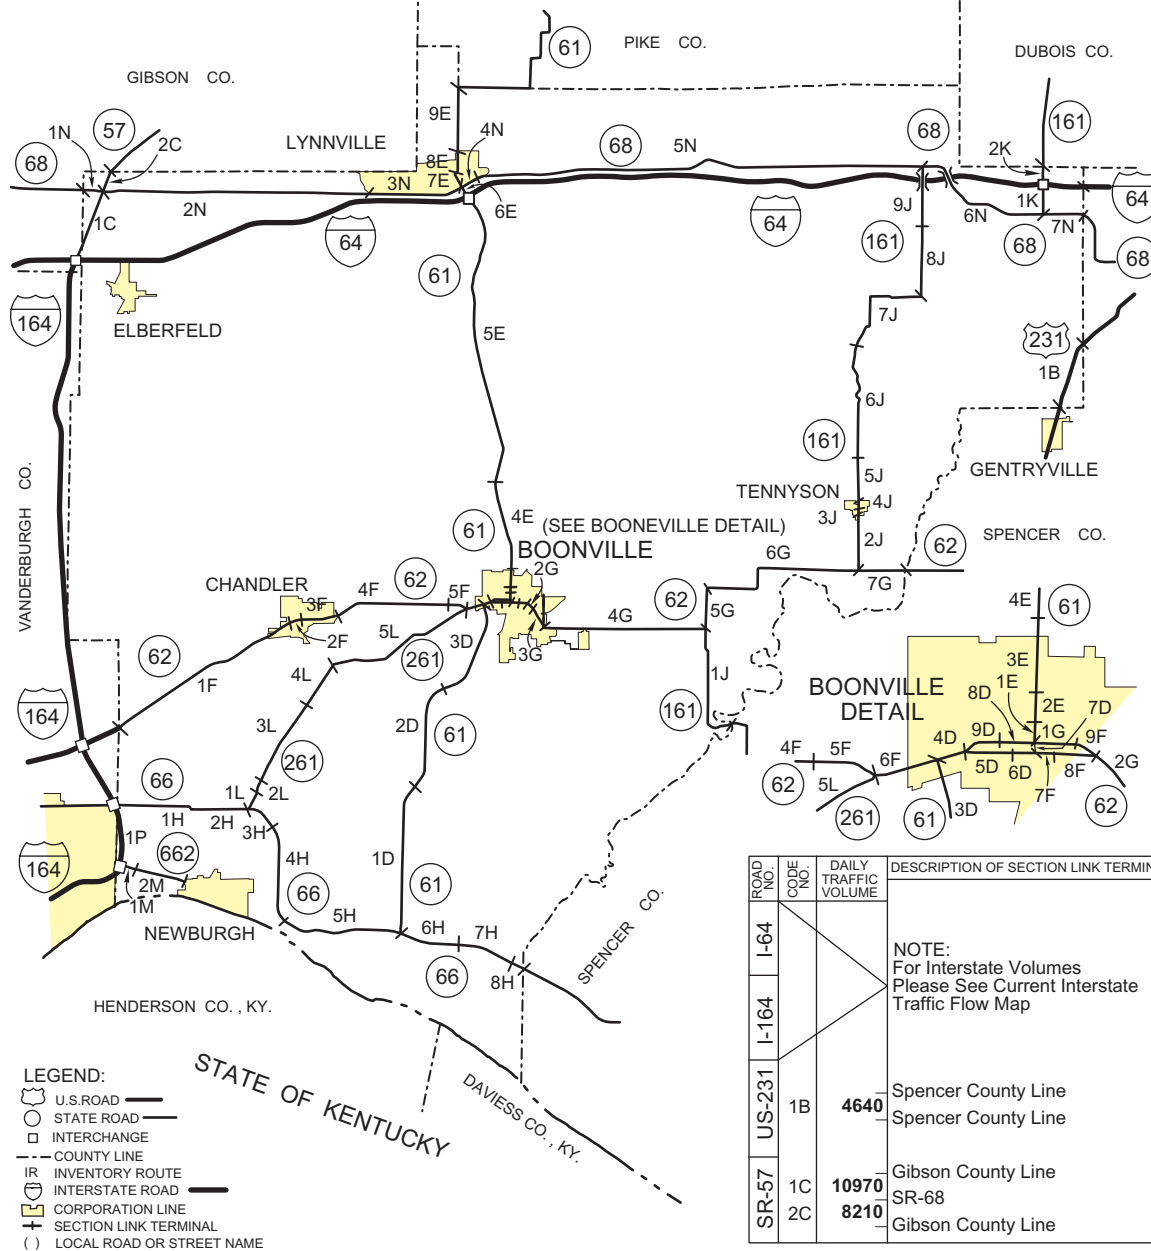 61
PIKE CO.
DUBOIS CO.
GIBSON CO.
9E
4N
1N
57
2C
LYNNVILLE
8E
68
5N
68
161
2K
68
7E
3N
6E
2N
1C
64
64
9J
161
6N
1K
7N
64
68
68
61
8J
164
ELBERFELD
5E
7J
231
1B
6J
161
GENTRYVILLE
VANDERBURGH CO.
TENNYSON
5J
4J
3J
61
4E
(SEE BOONEVILLE DETAIL)
BOONVILLE
2J
SPENCER CO.
62
6G
7G
CHANDLER
4F
62
5F
2G
3F
2F
5L
261
3D
3G
4G
62
5G
4E
61
62
1F
4L
1J
161
BOONVILLE
DETAIL
3E
1E
8D
7D
2E
164
3L
2D
61
9D
1G
9F
4D
4F
5F
6F
5D
6D
7F
8F
2G
62
5L
261
61
3D
62
261
66
1L
2L
1H
2H
3H
1P
662
164
2M
1M
4H
1D
61
66
NEWBURGH
5H
6H
7H
66
8H
SPENCER CO.
HENDERSON CO. , KY.
STATE OF KENTUCKY
DAVIESS CO. , KY.
LEGEND:
U.S.ROAD
STATE ROAD
INTERCHANGE
COUNTY LINE
IR INVENTORY ROUTE
INTERSTATE ROAD
CORPORATION LINE
SECTION LINK TERMINAL
( ) LOCAL ROAD OR STREET NAME
ROAD NO.
CODE NO.
DAILY TRAFFIC VOLUME
DESCRIPTION OF SECTION LINK TERMIN
I-64
I-164
NOTE:
For Interstate Volumes
Please See Current Interstate
Traffic Flow Map
US-231
1B 4640
Spencer County Line
Spencer County Line
SR-57
Gibson County Line
1C 10970
SR-68
2C 8210
Gibson County Line